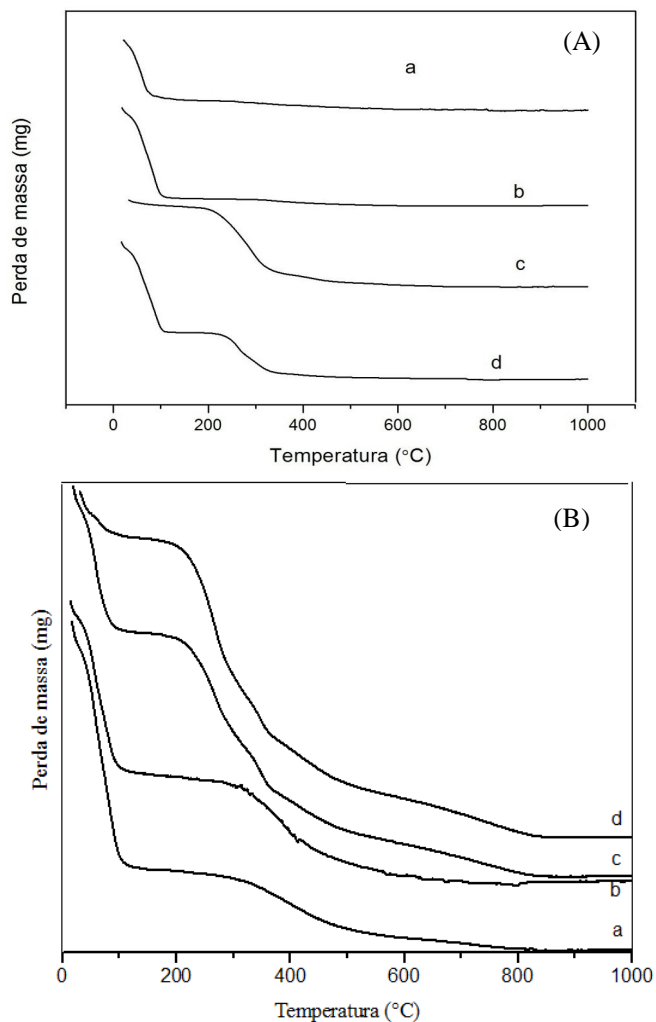 (A)
a
b
c
d
Perda de massa (mg)
0 200 400 600 800 1000
Temperatura (°C)
(B)
d
c
b
a
Perda de massa (mg)
0 200 400 600 800 1000
Temperatura (°C)